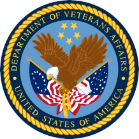 DEPARTMENT OF VETERANS AFFAIRS
UNITED STATES OF AMERICA